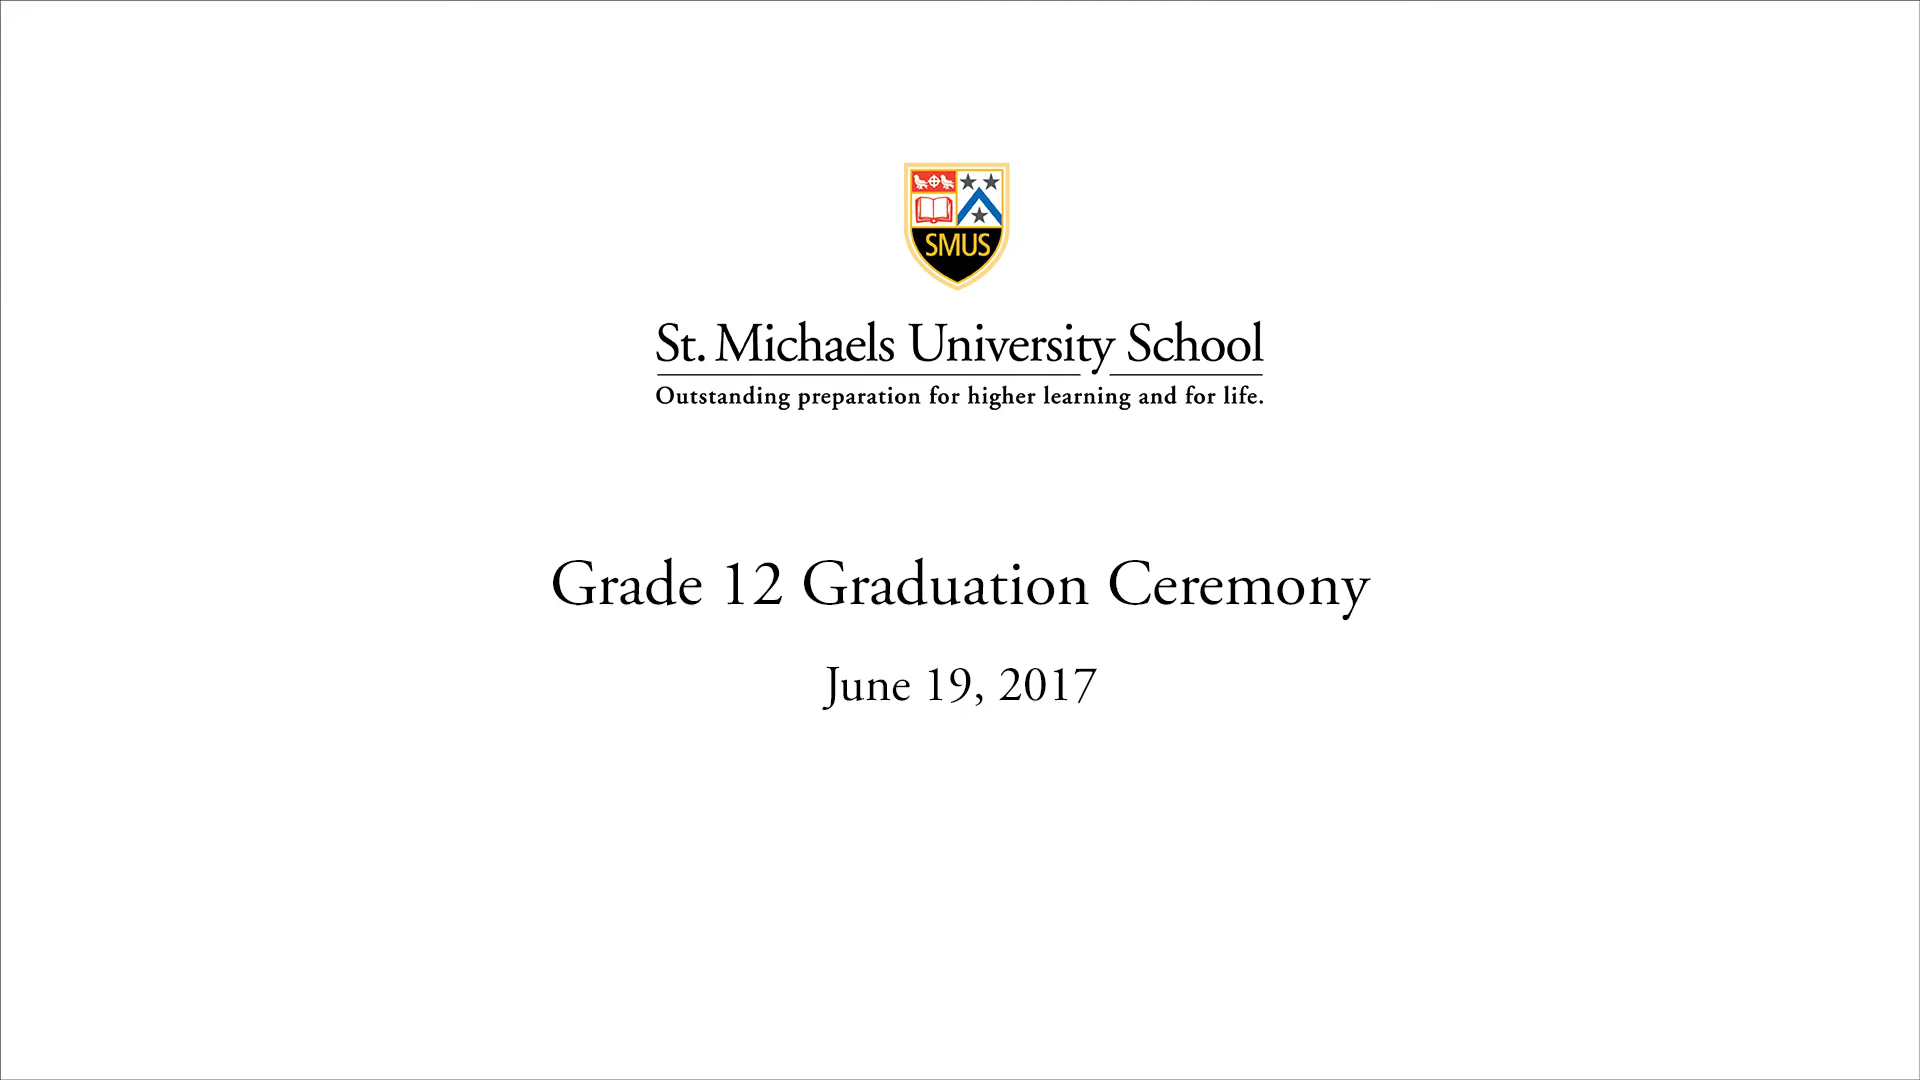 SMUS
St. Michaels University School
Outstanding preparation for higher learning and for life.
Grade 12 Graduation Ceremony
June 19, 2017